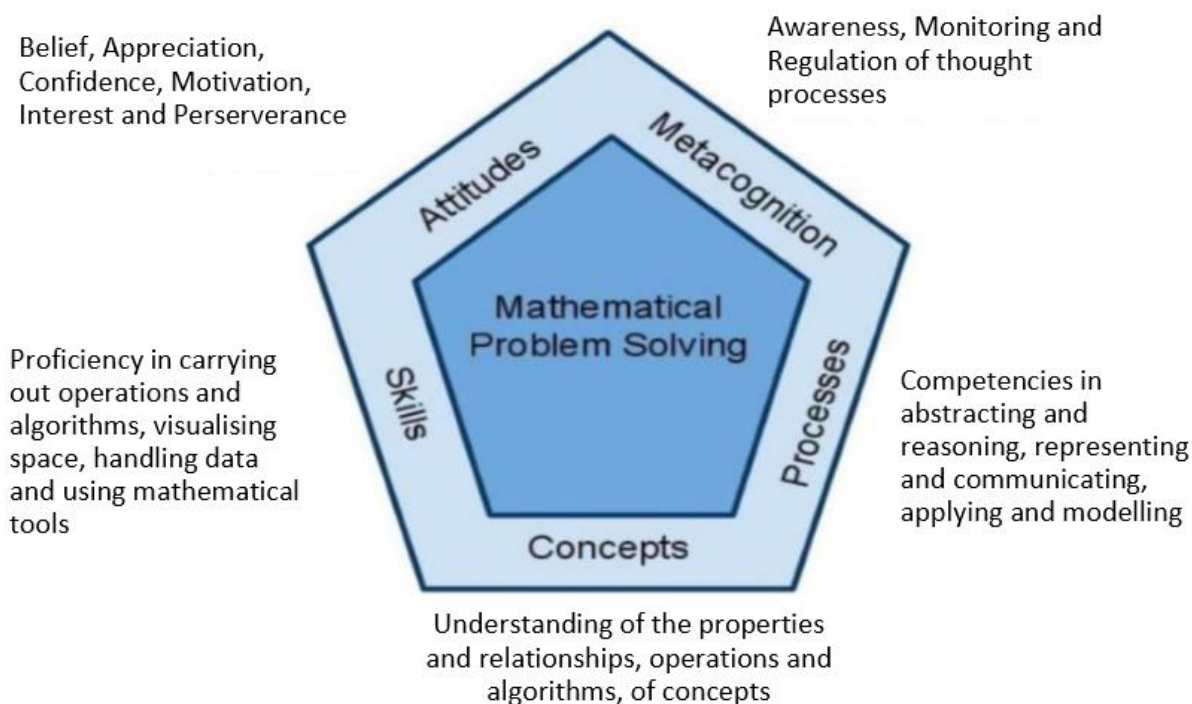 Belief, Appreciation,
Confidence, Motivation,
Interest and Perserverance
Awareness, Monitoring and
Regulation of thought
processes
Attitudes
Metacognition
Mathematical
Problem Solving
Skills
Processes
Concepts
Proficiency in carrying
out operations and
algorithms, visualising
space, handling data
and using mathematical
tools
Competencies in
abstracting and
reasoning, representing
and communicating,
applying and modelling
Understanding of the properties
and relationships, operations and
algorithms, of concepts